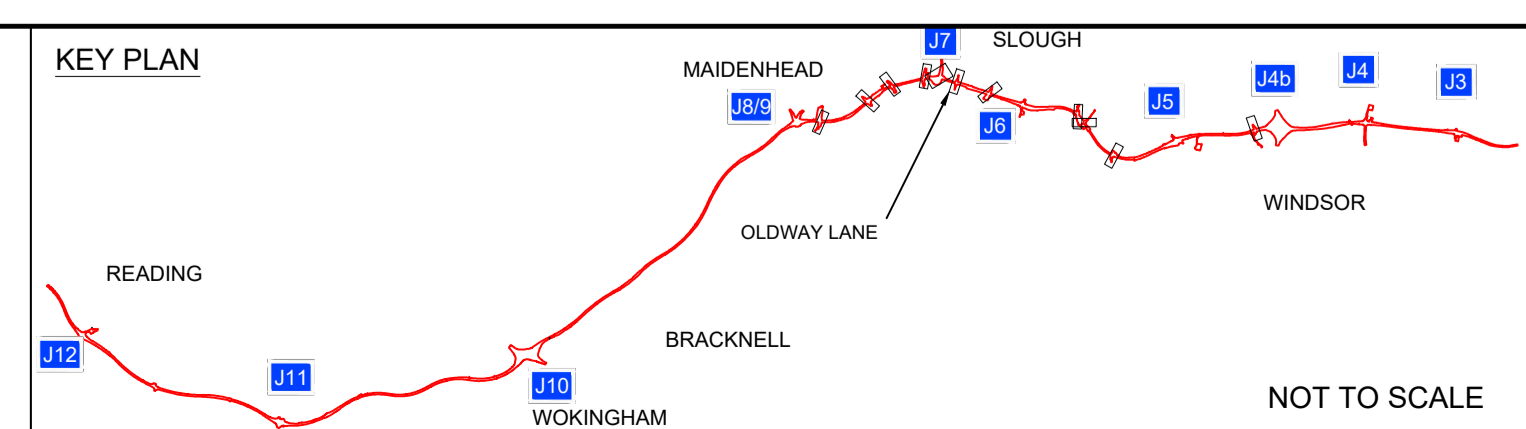 KEY PLAN
J7
SLOUGH
MAIDENHEAD
J8/9
J6
J5
J4b
J4
J3
OLDWAY LANE
WINDSOR
READING
BRACKNELL
J12
J11
J10
WOKINGHAM
NOT TO SCALE